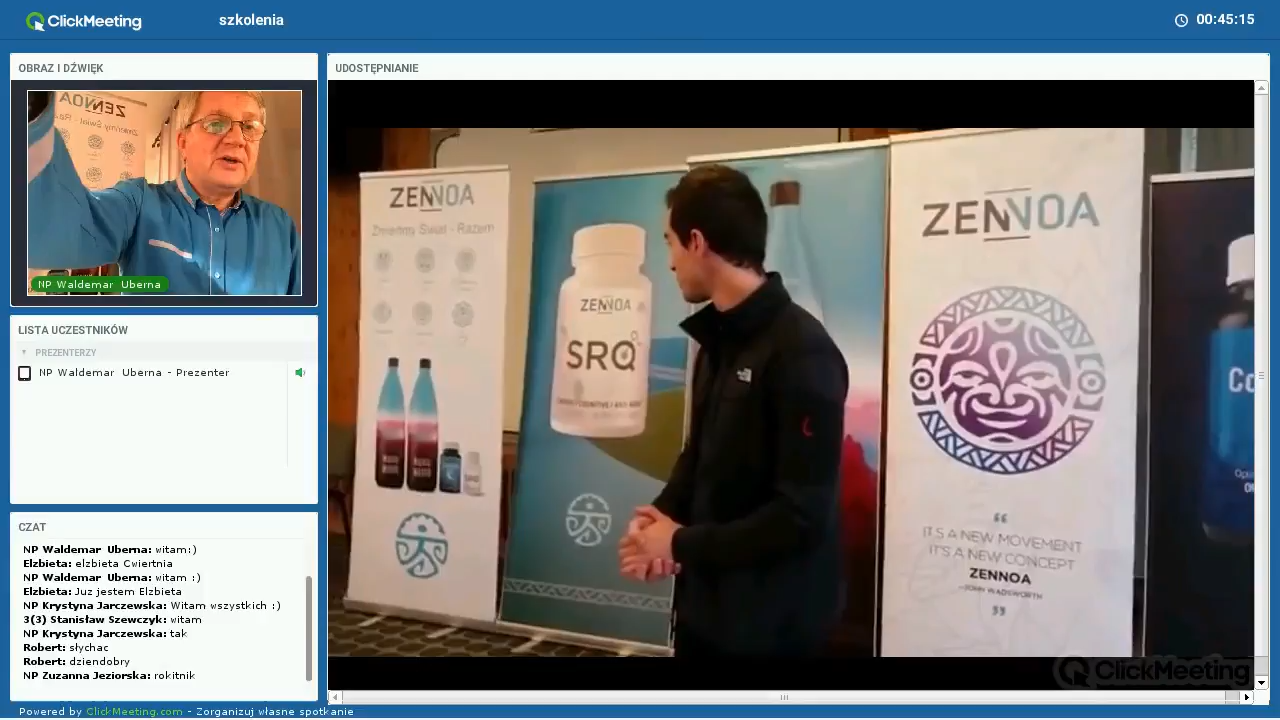 ClickMeeting
szkolenia
00:45:15
OBRAZ I DŹWIĘK
ZENNOA
NP Waldemar Uberna
LISTA UCZESTNIKÓW
PREZENTERZY
NP Waldemar Uberna - Prezenter
CZAT
NP Waldemar Uberna: witam:)
Elzbieta: elzbieta Cwiertnia
NP Waldemar Uberna: witam :)
Elzbieta: Juz jestem Elzbieta
NP Krystyna Jarczewska: Witam wszystkich :)
3(3) Stanisław Szewczyk: witam
NP Krystyna Jarczewska: tak
Robert: słychac
Robert: dziendobry
NP Zuzanna Jeziorska: rokitnik
Powered by ClickMeeting.com - Zorganizuj własne spotkanie
UDOSTĘPNIANIE
ZENNOA
Zmieńmy Świat - Razem
ZENNOA
SRQ
ZENNOA
“
IT'S A NEW MOVEMENT
IT'S A NEW CONCEPT
ZENNOA
—JOHN WADSWORTH
”
Co
ClickMeeting